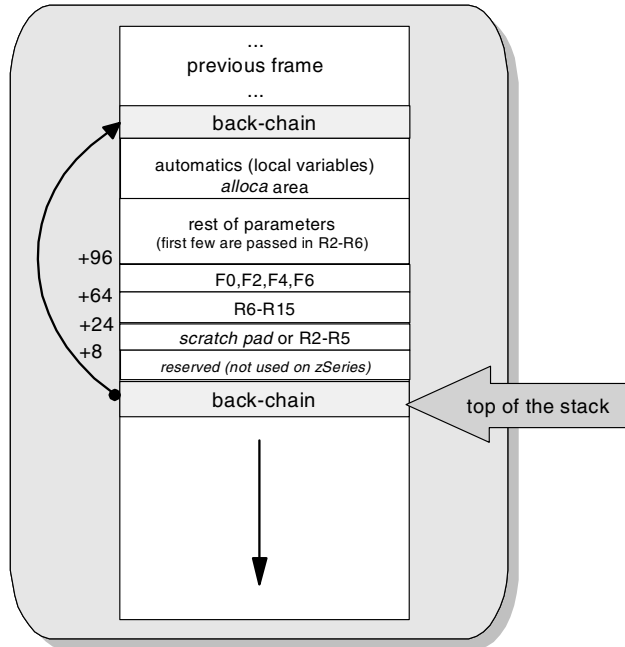 ...
previous frame
...
back-chain
automatics (local variables)
alloca area
rest of parameters
(first few are passed in R2-R6)
+96
F0,F2,F4,F6
+64
R6-R15
+24
scratch pad or R2-R5
+8
reserved (not used on zSeries)
back-chain
top of the stack